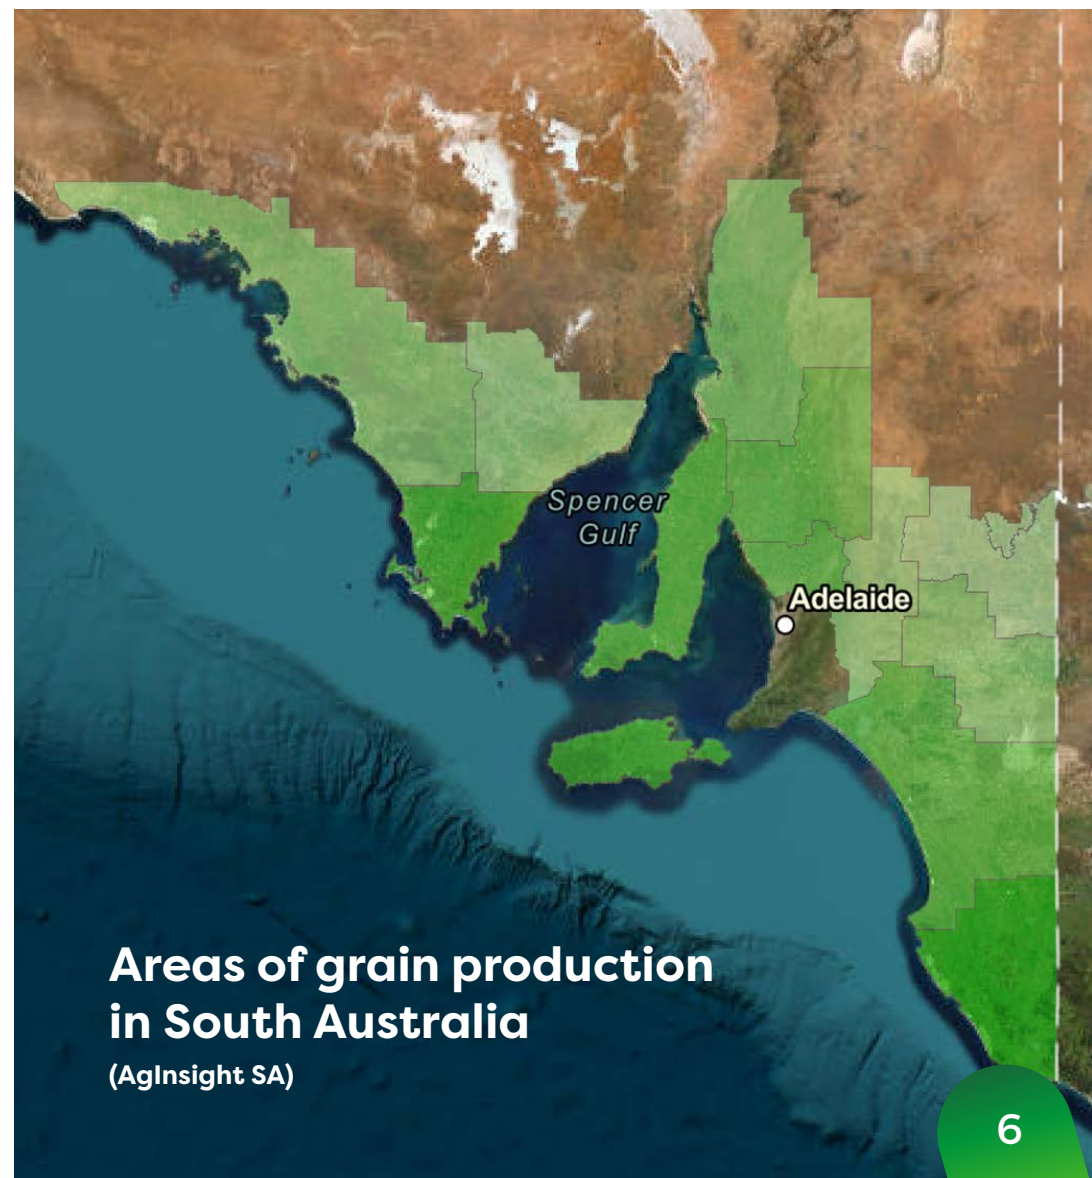 Spencer
Gulf
Adelaide
Areas of grain production
in South Australia
(AgInsight SA)
6